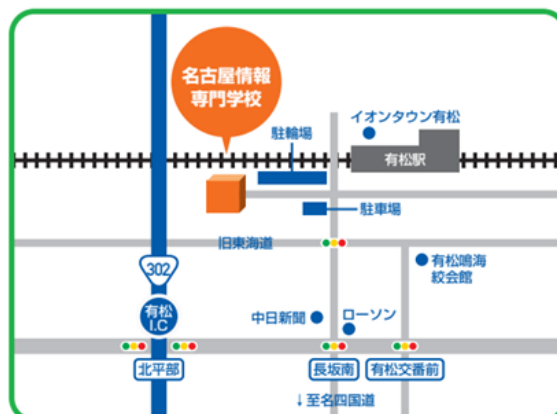 名古屋情報
専門学校
イオンタウン有松
駐輪場
有松駅
駐車場
旧東海道
302
有松
I.C
有松鳴海
絞会館
中日新聞
ローソン
北平部
長坂南
有松交番前
↓至名四国道